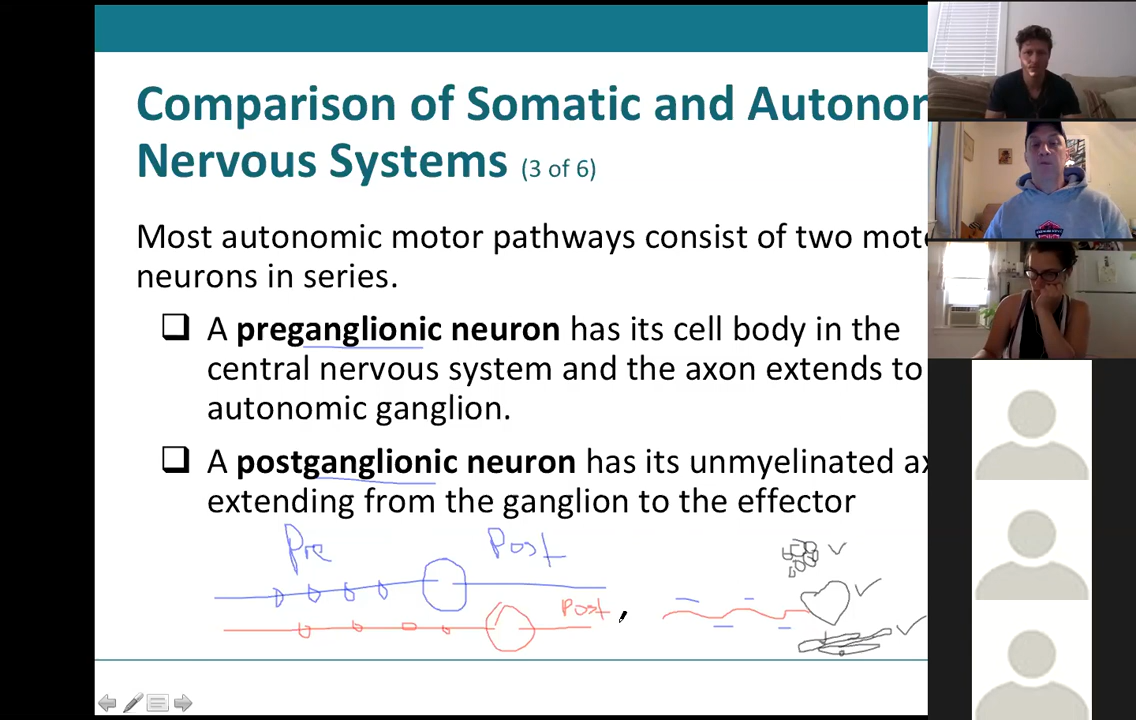 Comparison of Somatic and Autonom
Nervous Systems (3 of 6)
Most autonomic motor pathways consist of two moto
neurons in series.
❑ A preganglionic neuron has its cell body in the
central nervous system and the axon extends to
autonomic ganglion.
❑ A postganglionic neuron has its unmyelinated ax
extending from the ganglion to the effector
Pre Post
Post